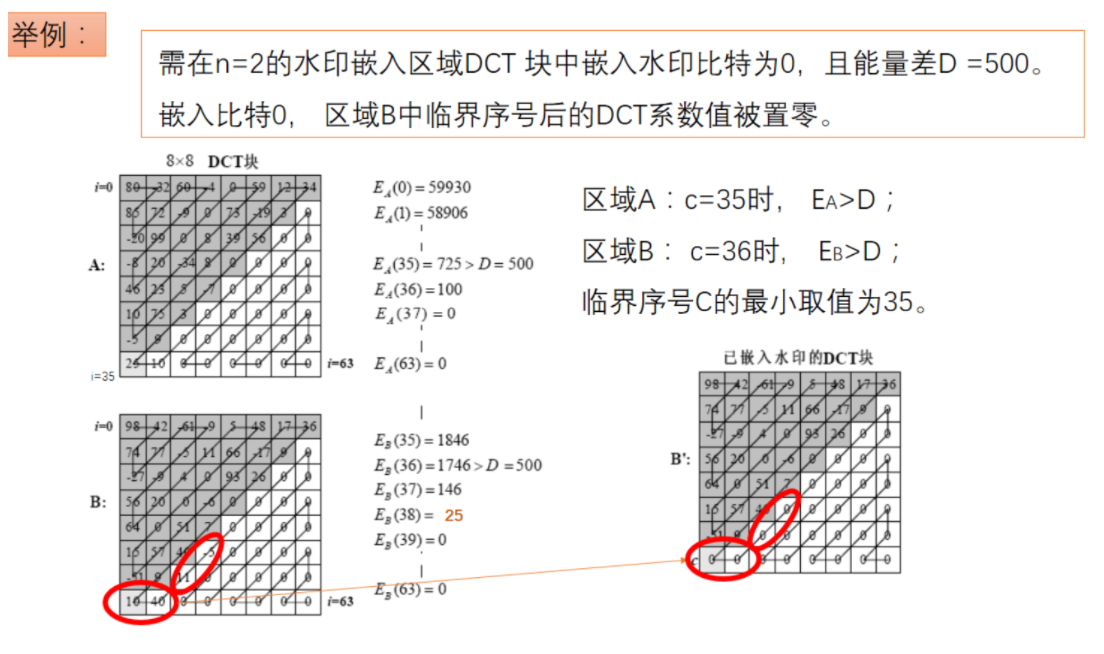 举例：
需在n=2的水印嵌入区域DCT 块中嵌入水印比特为0，且能量差D =500。
嵌入比特0， 区域B中临界序号后的DCT系数值被置零。
8×8 DCT块
i=0 80 -32 60 -4 0 59 12 34
85 72 -9 0 73 -19 3 0
-20 99 0 8 39 56 0 0
A: -8 20 -34 8 0 0 0 0
46 23 5 -7 0 0 0 0
10 75 3 0 0 0 0 0
-5 9 0 0 0 0 0 0
25 10 0 0 0 0 0 0 i=63
i=35
E_A(0) = 59930
E_A(1) = 58906
E_A(35) = 725 > D = 500
E_A(36) = 100
E_A(37) = 0
E_A(63) = 0
区域A：c=35时， EA>D；
区域B： c=36时， EB>D；
临界序号C的最小取值为35。
i=0 98 -42 -61 -9 5 -48 17 36
74 77 -5 11 66 -17 9 0
-27 -9 4 0 93 26 0 0
B: 56 20 0 -6 0 0 0 0
64 0 51 7 0 0 0 0
15 57 -5 0 0 0 0
9 11 0 0 0 0 0
10 40 0 0 0 0 0 0 i=63
E_B(35) = 1846
E_B(36) = 1746 > D = 500
E_B(37) = 146
E_B(38) = 25
E_B(39) = 0
E_B(63) = 0
已嵌入水印的DCT块
98 -42 -61 -9 5 -48 17 36
74 77 -5 11 66 -17 9 0
-27 -9 4 0 93 26 0 0
B': 56 20 0 -6 0 0 0 0
64 0 51 7 0 0 0 0
15 57 0 0 0 0 0
0 0 0 0 0 0
c 0 0 0 0 0 0 0 0